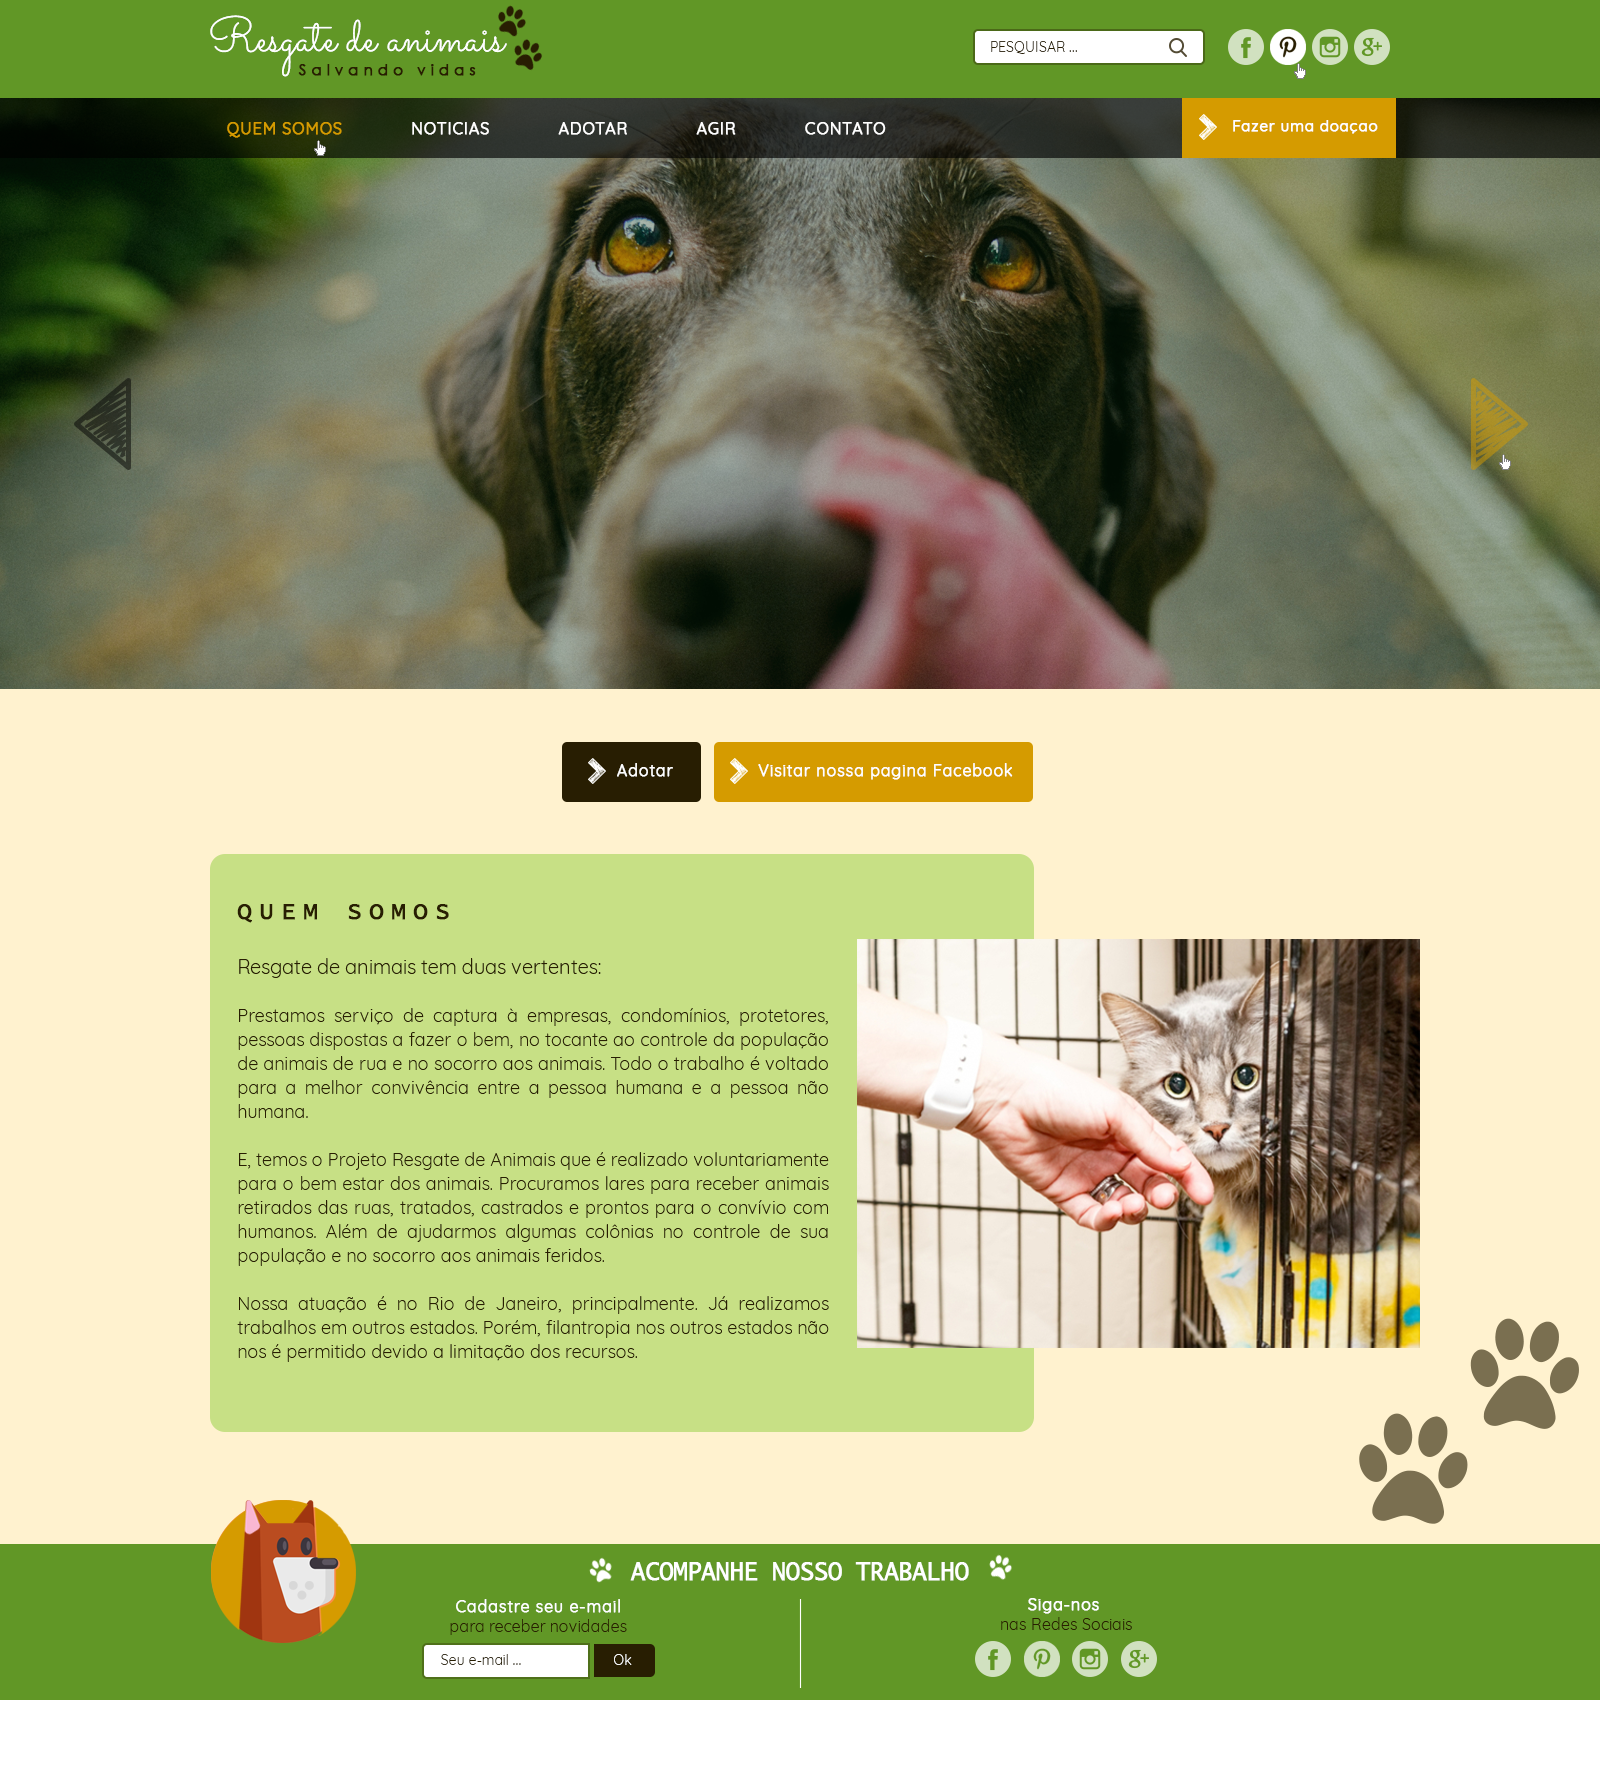 Resgate de animais
Salvando vidas
PESQUISAR ...
QUEM SOMOS
NOTICIAS
ADOTAR
AGIR
CONTATO
Fazer uma doaçao
Adotar
Visitar nossa pagina Facebook
QUEM SOMOS
Resgate de animais tem duas vertentes:
Prestamos serviço de captura à empresas, condomínios, protetores,
pessoas dispostas a fazer o bem, no tocante ao controle da população
de animais de rua e no socorro aos animais. Todo o trabalho é voltado
para a melhor convivência entre a pessoa humana e a pessoa não
humana.
E, temos o Projeto Resgate de Animais que é realizado voluntariamente
para o bem estar dos animais. Procuramos lares para receber animais
retirados das ruas, tratados, castrados e prontos para o convívio com
humanos. Além de ajudarmos algumas colônias no controle de sua
população e no socorro aos animais feridos.
Nossa atuação é no Rio de Janeiro, principalmente. Já realizamos
trabalhos em outros estados. Porém, filantropia nos outros estados não
nos é permitido devido a limitação dos recursos.
ACOMPANHE NOSSO TRABALHO
Cadastre seu e-mail
para receber novidades
Seu e-mail ...
Ok
Siga-nos
nas Redes Sociais